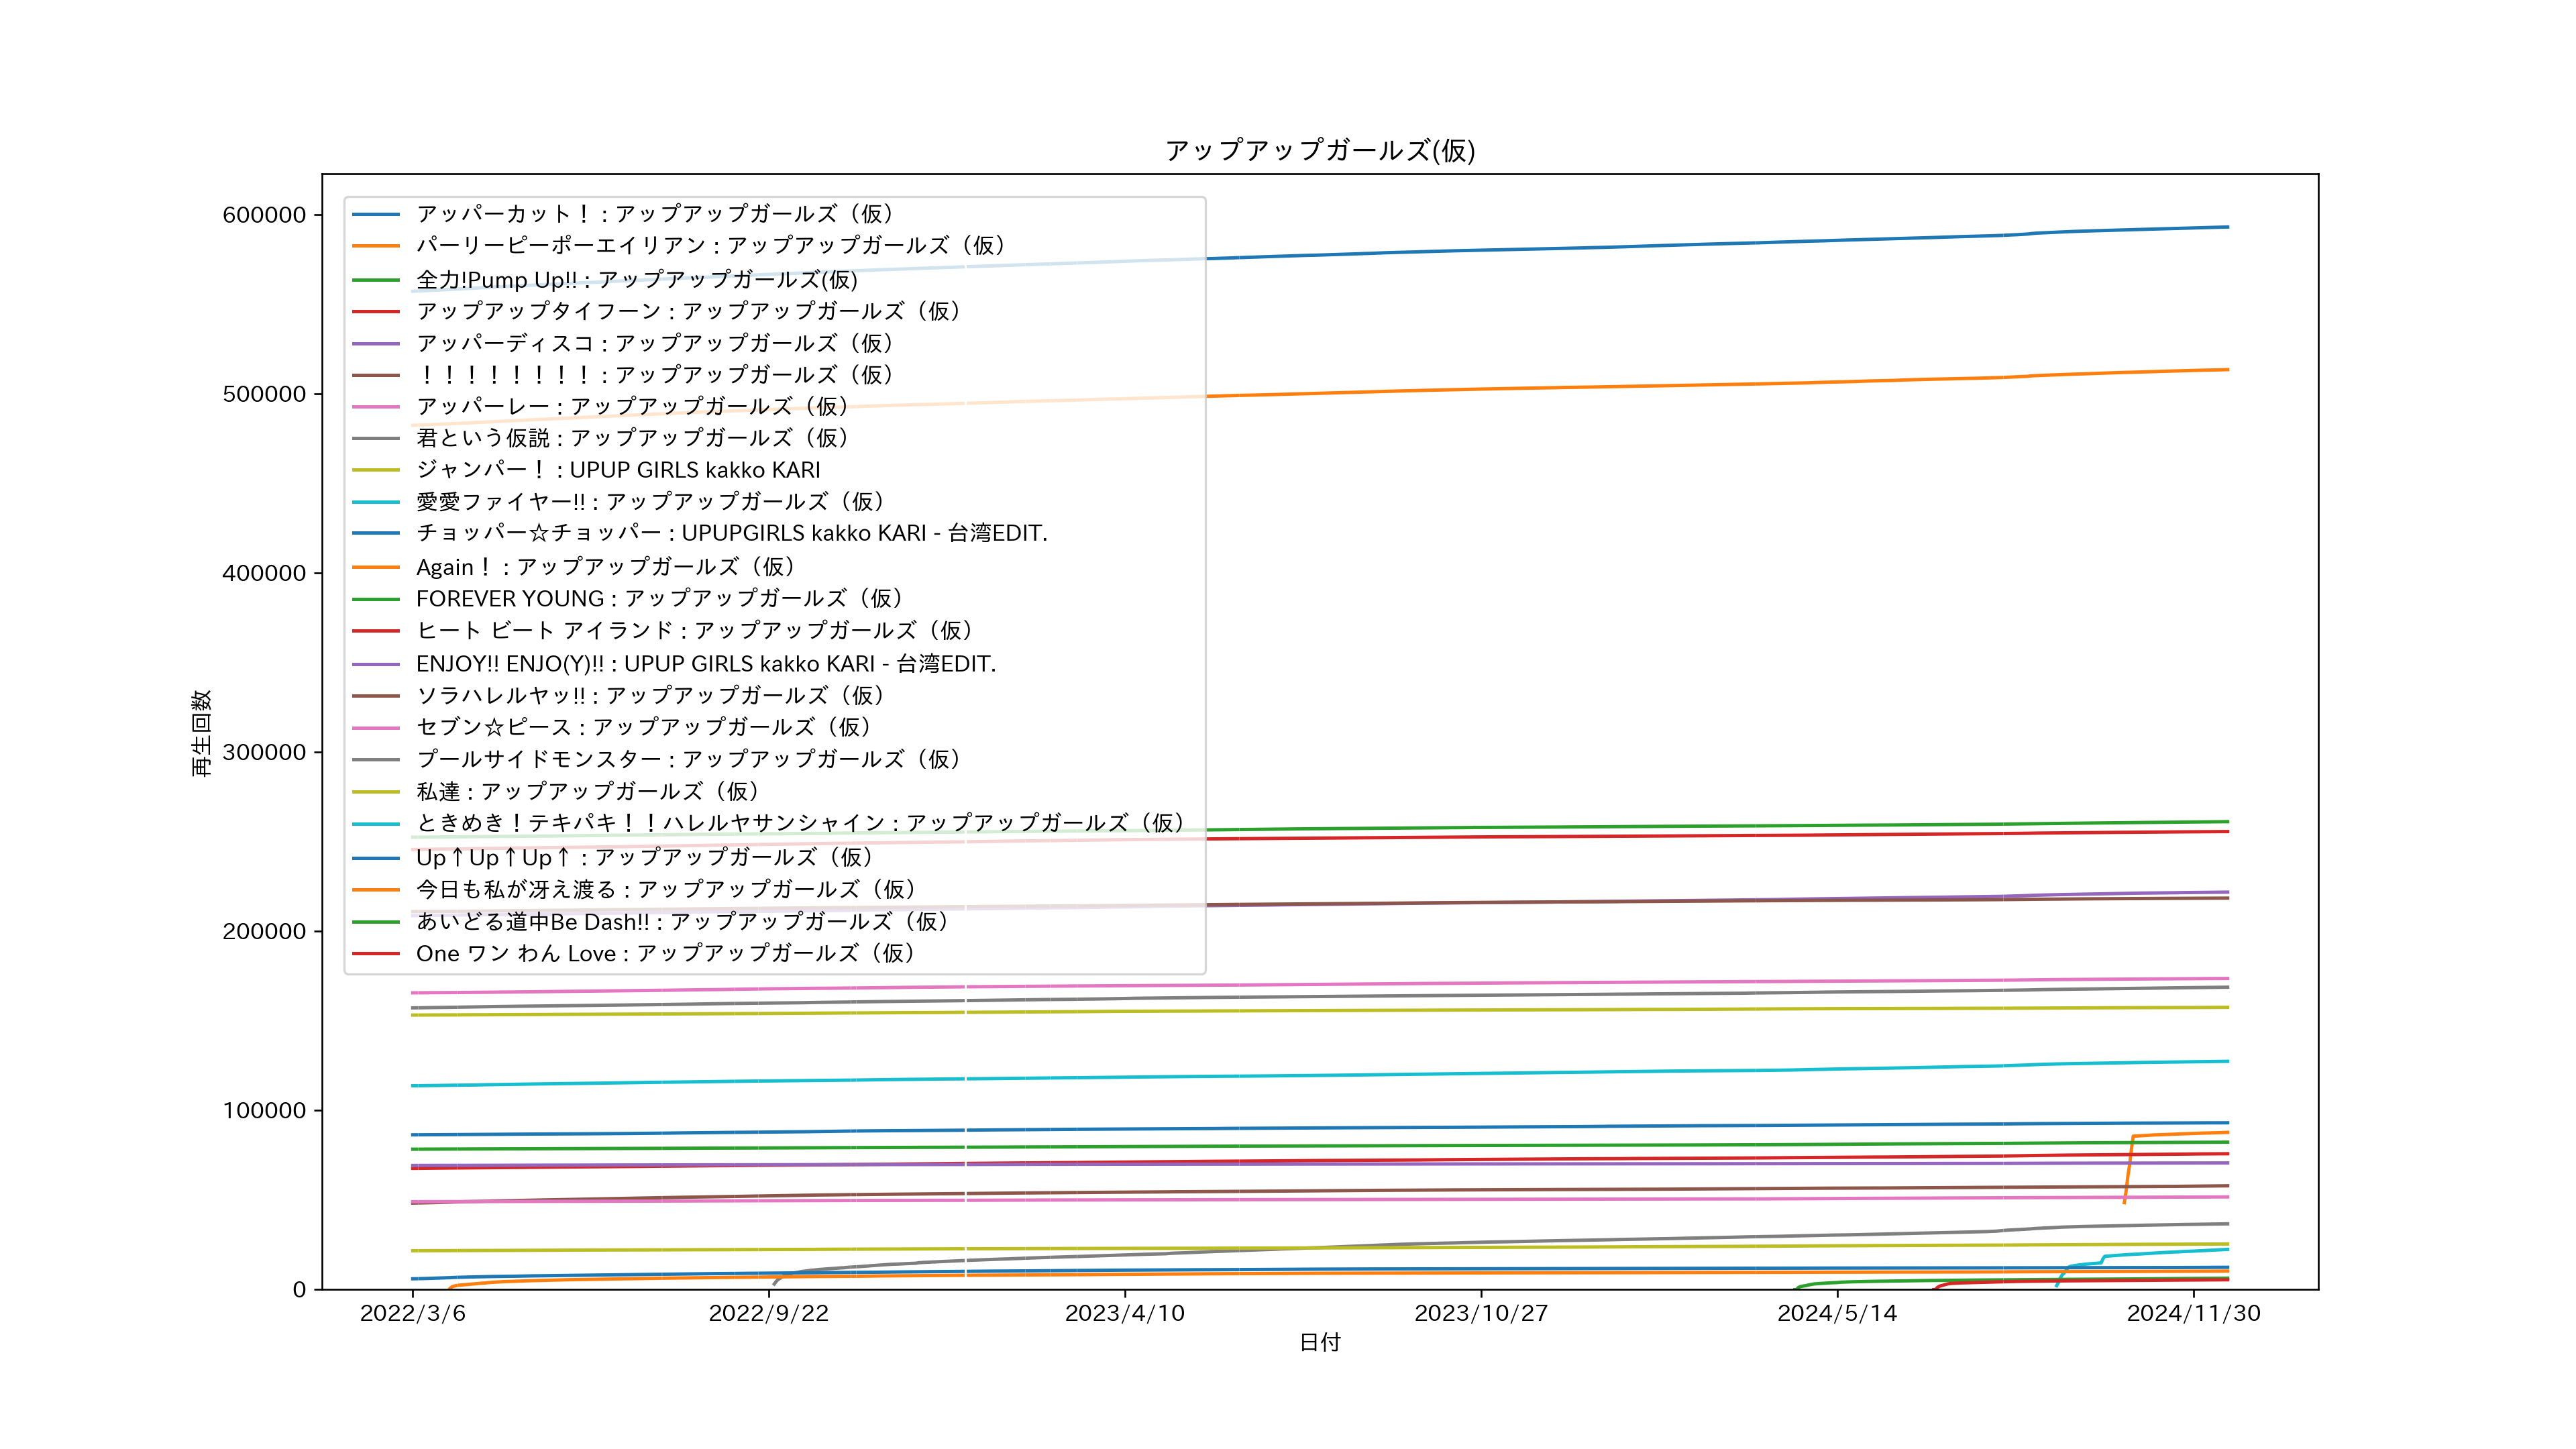 アップアップガールズ(仮)
600000
500000
400000
300000
200000
100000
0
再生回数
アッパーカット！ : アップアップガールズ（仮）
パーリーピーポーエイリアン : アップアップガールズ（仮）
全力!Pump Up!! : アップアップガールズ(仮)
アップアップタイフーン : アップアップガールズ（仮）
アッパーディスコ : アップアップガールズ（仮）
！！！！！！！！ : アップアップガールズ（仮）
アッパーレー : アップアップガールズ（仮）
君という仮説 : アップアップガールズ（仮）
ジャンパー！ : UPUP GIRLS kakko KARI
愛愛ファイヤー!! : アップアップガールズ（仮）
チョッパー☆チョッパー : UPUPGIRLS kakko KARI - 台湾EDIT.
Again！ : アップアップガールズ（仮）
FOREVER YOUNG : アップアップガールズ（仮）
ヒート ビート アイランド : アップアップガールズ（仮）
ENJOY!! ENJO(Y)!! : UPUP GIRLS kakko KARI - 台湾EDIT.
ソラハレルヤッ!! : アップアップガールズ（仮）
セブン☆ピース : アップアップガールズ（仮）
プールサイドモンスター : アップアップガールズ（仮）
私達 : アップアップガールズ（仮）
ときめき！テキパキ！！ハレルヤサンシャイン : アップアップガールズ（仮）
Up↑Up↑Up↑ : アップアップガールズ（仮）
今日も私が冴え渡る : アップアップガールズ（仮）
あいどる道中Be Dash!! : アップアップガールズ（仮）
One ワン わん Love : アップアップガールズ（仮）
2022/3/6
2022/9/22
2023/4/10
2023/10/27
2024/5/14
2024/11/30
日付